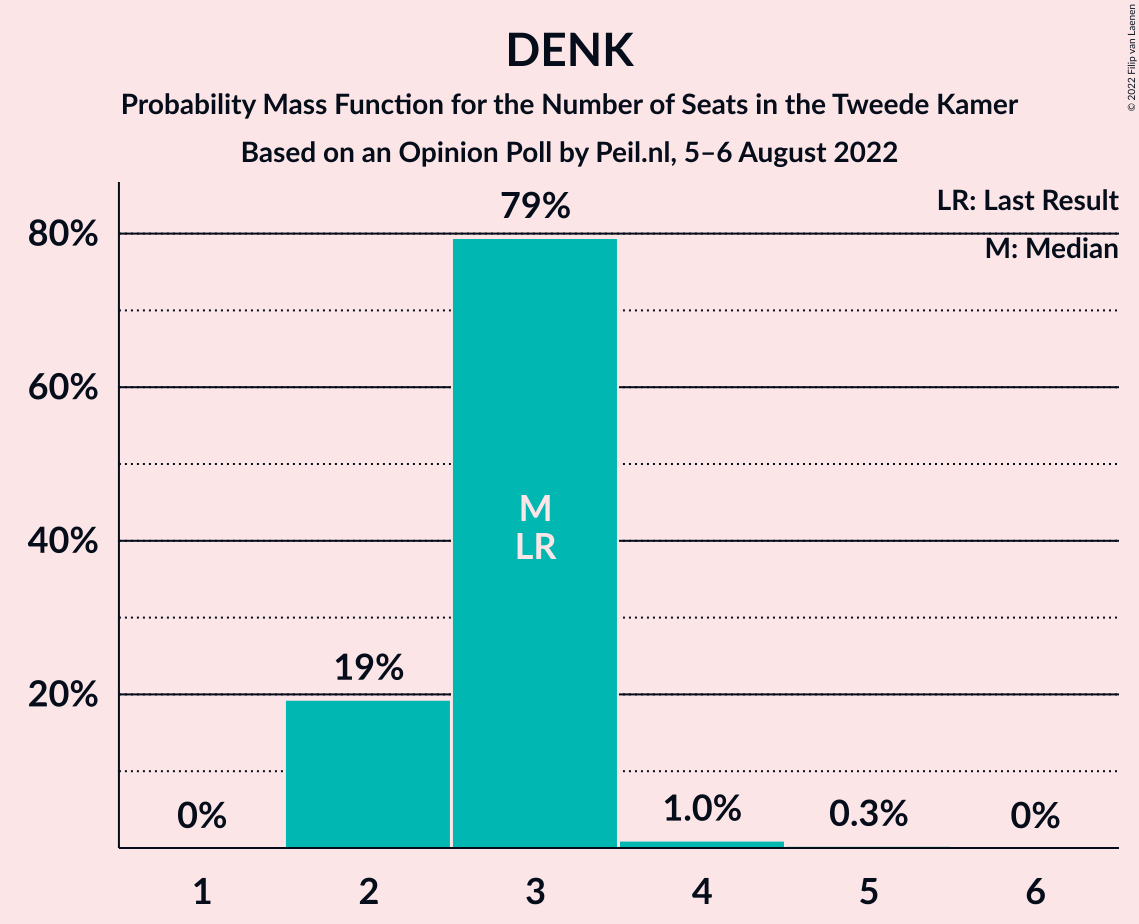 DENK
Probability Mass Function for the Number of Seats in the Tweede Kamer
Based on an Opinion Poll by Peil.nl, 5–6 August 2022
© 2022 Filip van Laenen
LR: Last Result
M: Median
80%
60%
40%
20%
0%
19%
79%
M
LR
1.0%
0.3%
0%
1 2 3 4 5 6